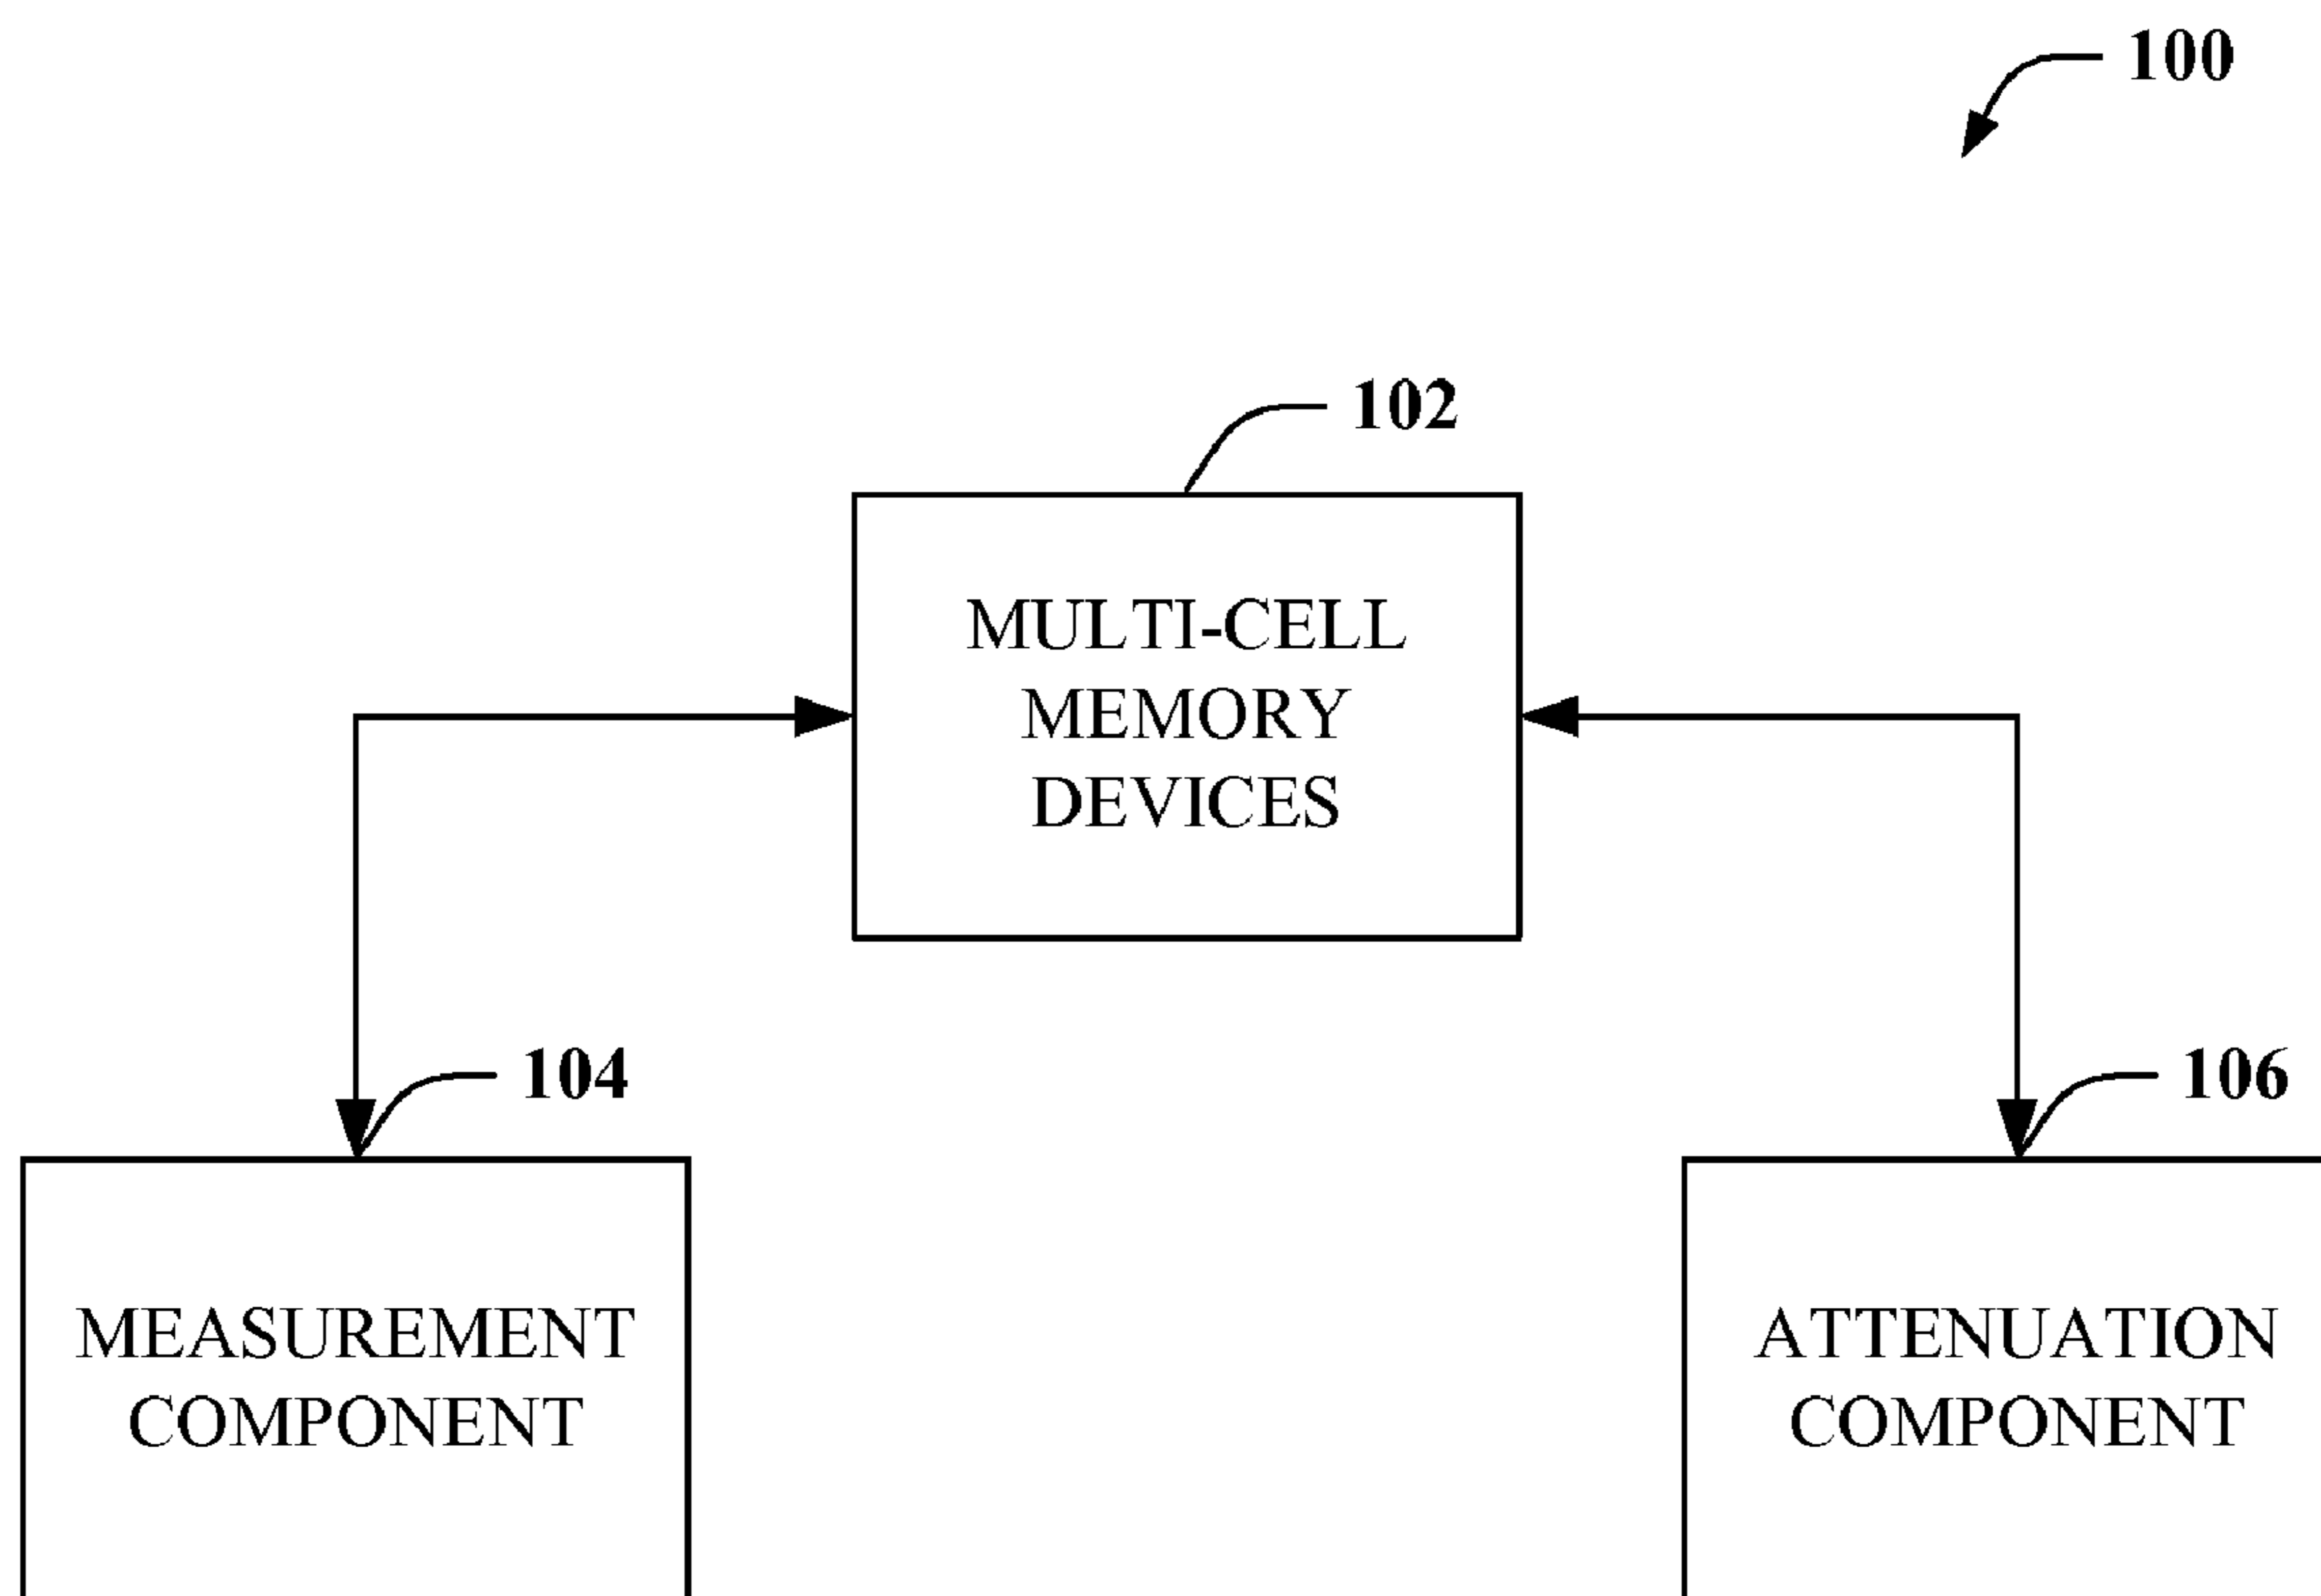 100
102
MULTI-CELL
MEMORY
DEVICES
104
106
MEASUREMENT
COMPONENT
ATTENUATION
COMPONENT